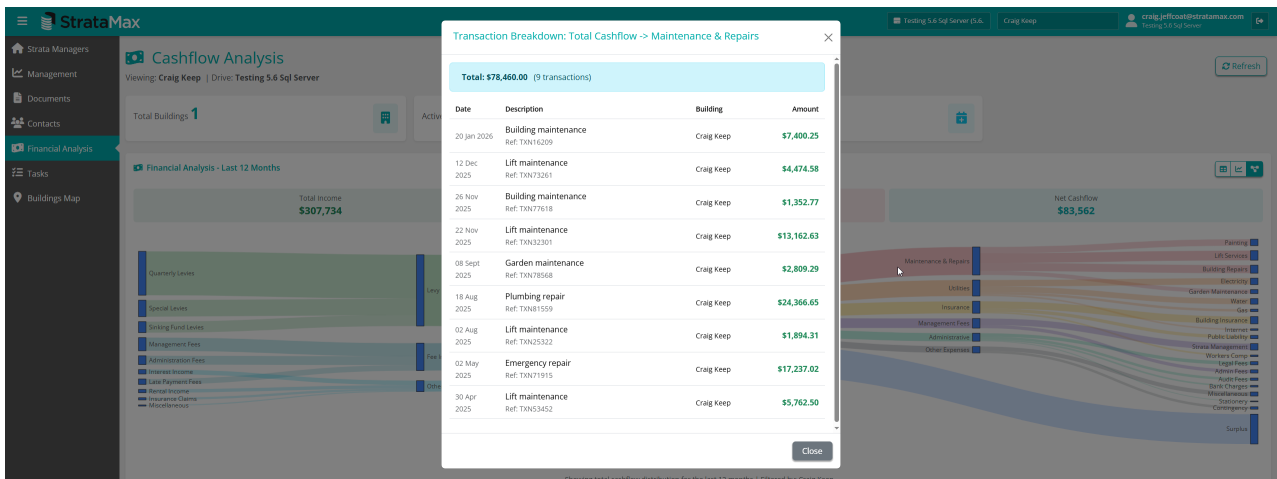 StrataMax
Testing 5.6 Sql Server (5.6.
Craig Keep
craig.jeffcoat@stratamax.com
Testing 5.6 Sql Server
Strata Managers
Management
Documents
Contacts
Financial Analysis
Tasks
Buildings Map
Cashflow Analysis
Viewing: Craig Keep | Drive: Testing 5.6 Sql Server
Refresh
Total Buildings 1
Financial Analysis - Last 12 Months
Total Income
$307,734
Net Cashflow
$83,562
Quarterly Levies
Special Levies
Sinking Fund Levies
Management Fees
Administration Fees
Interest Income
Late Payment Fees
Rental Income
Insurance Claims
Miscellaneous
Levy
Fee I
Othe
Transaction Breakdown: Total Cashflow -> Maintenance & Repairs
Total: $78,460.00 (9 transactions)
Date Description Building Amount
20 Jan 2026 Building maintenance Craig Keep $7,400.25
Ref: TXN16209
12 Dec 2025 Lift maintenance Craig Keep $4,474.58
Ref: TXN73261
26 Nov 2025 Building maintenance Craig Keep $1,352.77
Ref: TXN77618
22 Nov 2025 Lift maintenance Craig Keep $13,162.63
Ref: TXN32301
08 Sept 2025 Garden maintenance Craig Keep $2,809.29
Ref: TXN78568
18 Aug 2025 Plumbing repair Craig Keep $24,366.65
Ref: TXN81559
02 Aug 2025 Lift maintenance Craig Keep $1,894.31
Ref: TXN25322
02 May 2025 Emergency repair Craig Keep $17,237.02
Ref: TXN71915
30 Apr 2025 Lift maintenance Craig Keep $5,762.50
Ref: TXN53452
Close
Maintenance & Repairs
Utilities
Insurance
Management Fees
Administrative
Other Expenses
Painting
Lift Services
Building Repairs
Electricity
Garden Maintenance
Water
Gas
Building Insurance
Internet
Public Liability
Strata Management
Workers Comp
Legal Fees
Admin Fees
Audit Fees
Bank Charges
Miscellaneous
Stationery
Contingency
Surplus